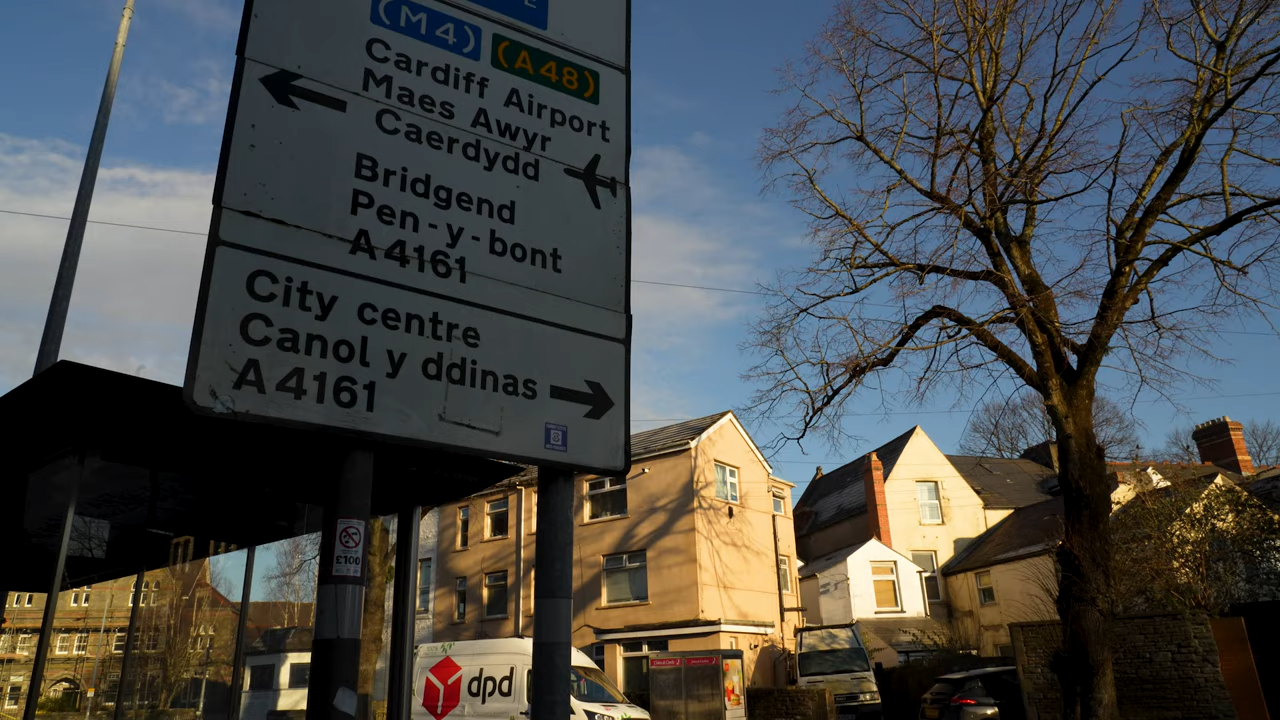 (M4)
(A48)
Cardiff Airport
Maes Awyr
Caerdydd
Bridgend
Pen-y-bont
A4161
City centre
Canol y ddinas
A4161
£100
dpd